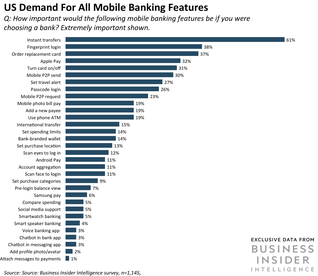 US Demand For All Mobile Banking Features
Q: How important would the following mobile banking features be if you were
choosing a bank? Extremely important shown.
Instant transfers 61%
Fingerprint login 38%
Order replacement card 37%
Apple Pay 32%
Turn card on/off 31%
Mobile P2P send 30%
Set travel alert 27%
Passcode login 26%
Mobile P2P request 23%
Mobile photo bill pay 19%
Add a new payee 19%
Use phone ATM 19%
International transfer 15%
Set spending limits 14%
Bank-branded wallet 14%
Set purchase location 13%
Scan eyes to log in 12%
Android Pay 11%
Account aggregation 11%
Scan face to login 11%
Set purchase categories 9%
Pre-login balance view 7%
Samsung pay 6%
Compare spending 5%
Social media support 5%
Smartwatch banking 5%
Smart speaker banking 4%
Voice banking app 3%
Chatbot in bank app 3%
Chatbot in messaging app 3%
Add profile photo/avatar 2%
Attach messages to payments 1%
EXCLUSIVE DATA FROM
BUSINESS
INSIDER
INTELLIGENCE
Source: Source: Business Insider Intelligence survey, n=1,145,